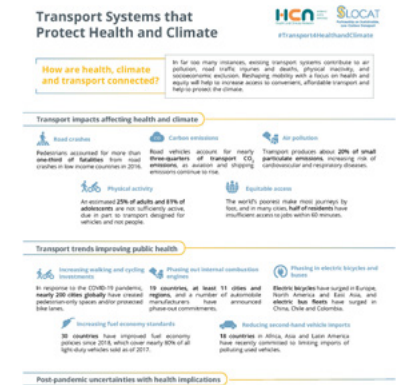 Transport Systems that
Protect Health and Climate
HCN
SLOCAT
#Transport4HealthandClimate
How are health, climate
and transport connected?
In far too many instances, existing transport systems contribute to air
pollution, road traffic injuries and deaths, physical inactivity, and
socioeconomic exclusion. Reshaping mobility with a focus on health and
equity will help to increase access to convenient, affordable transport and
help to protect the climate.
Transport impacts affecting health and climate
Road crashes
Pedestrians accounted for more than
one-third of fatalities from road
crashes in low income countries in 2016.
Carbon emissions
Road vehicles account for nearly
three-quarters of transport CO2
emissions, as aviation and shipping
emissions continue to rise.
Air pollution
Transport produces about 20% of small
particulate emissions, increasing risk of
cardiovascular and respiratory diseases.
Physical activity
An estimated 25% of adults and 81% of
adolescents are not sufficiently active,
due in part to transport designed for
vehicles and not people.
Equitable access
The world's poorest make most journeys by
foot, and in many cities, half of residents have
insufficient access to jobs within 60 minutes.
Transport trends improving public health
Increasing walking and cycling
investments
In response to the COVID-19 pandemic,
nearly 200 cities globally have created
pedestrian spaces and/or protected
bike lanes.
Phasing out internal combustion
engines
19 countries, at least 11 cities and
regions, and a number of automobile
manufacturers have announced
phase-out commitments.
Phasing in electric bicycles and
buses
Electric bicycles have surged in Europe,
North America and East Asia, and
electric bus fleets have surged in
China, Chile and Colombia.
Increasing fuel economy standards
30 countries have improved fuel economy
policies since 2018, which cover nearly 80% of all
light-duty vehicles sold as of 2017.
Reducing second hand vehicle imports
18 countries in Africa, Asia and Latin America
have recently committed to limiting imports of
polluting used vehicles.
Post-pandemic uncertainties with health implications